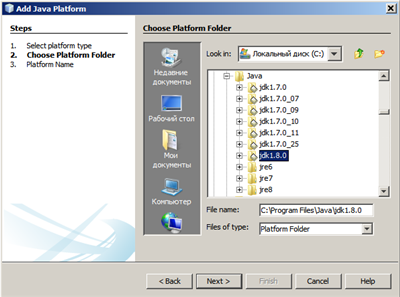 Add Java Platform
Steps
1. Select platform type
2. Choose Platform Folder
3. Platform Name
Choose Platform Folder
Look in: Локальный диск (C:)
Недавние документы
Рабочий стол
Мои документы
Компьютер
Java
jdk1.7.0
jdk1.7.0_07
jdk1.7.0_09
jdk1.7.0_10
jdk1.7.0_11
jdk1.7.0_25
jdk1.8.0
jre6
jre7
jre8
File name: C:\Program Files\Java\jdk1.8.0
Files of type: Platform Folder
< Back
Next >
Finish
Cancel
Help